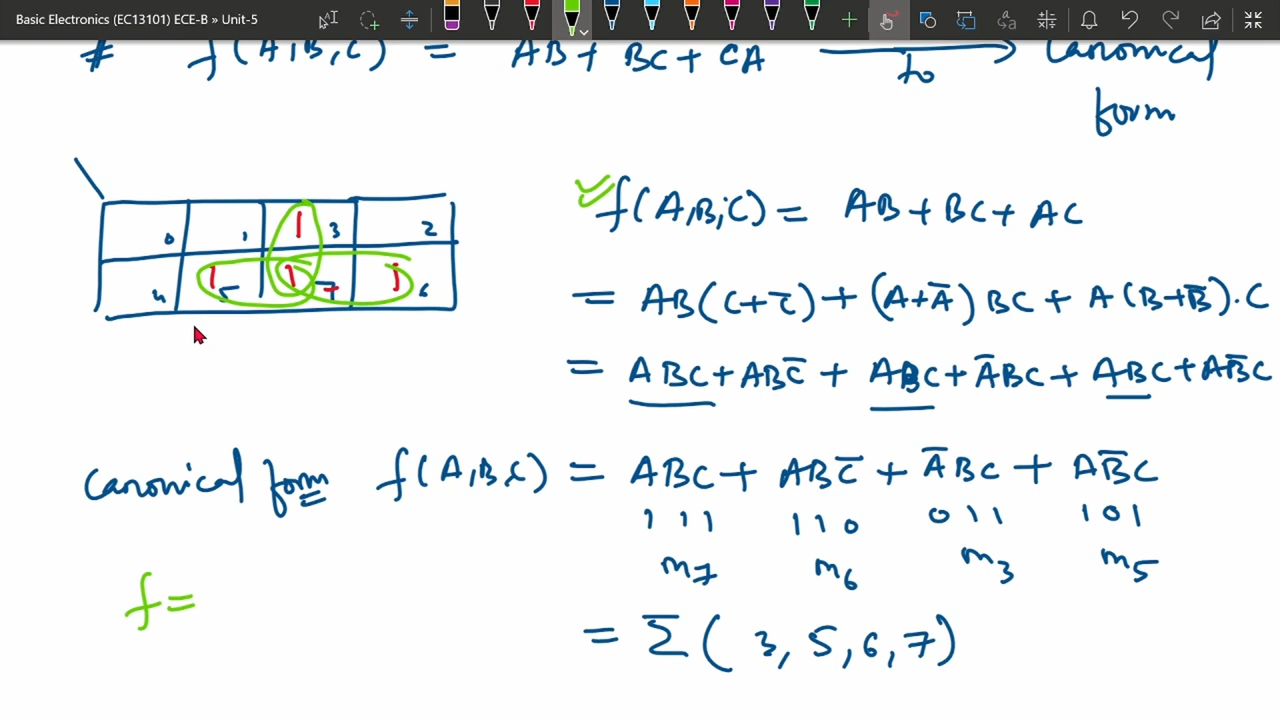 Basic Electronics (EC13101) ECE-B » Unit-5
# f(A,B,C) = AB + BC + CA to → Canonical
form
0 1 1 3 2
4 1 5 1 7 1 6
f(A,B,C) = AB + BC + AC
= AB(C+C̅) + (A+A̅)BC + A(B+B̅).C
= ABC + ABC̅ + ABC + A̅BC + ABC + AB̅C
Canonical form f(A,B,C) = ABC + ABC̅ + A̅BC + AB̅C
111 110 011 101
m7 m6 m3 m5
f=
= Σ(3,5,6,7)